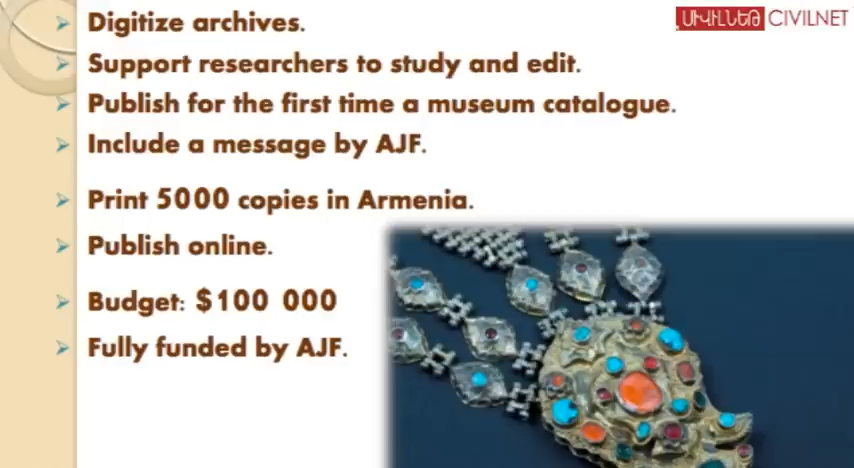 ՍԻՎԻԼՆԵԹ CIVILNET
Digitize archives.
Support researchers to study and edit.
Publish for the first time a museum catalogue.
Include a message by AJF.
Print 5000 copies in Armenia.
Publish online.
Budget: $100 000
Fully funded by AJF.